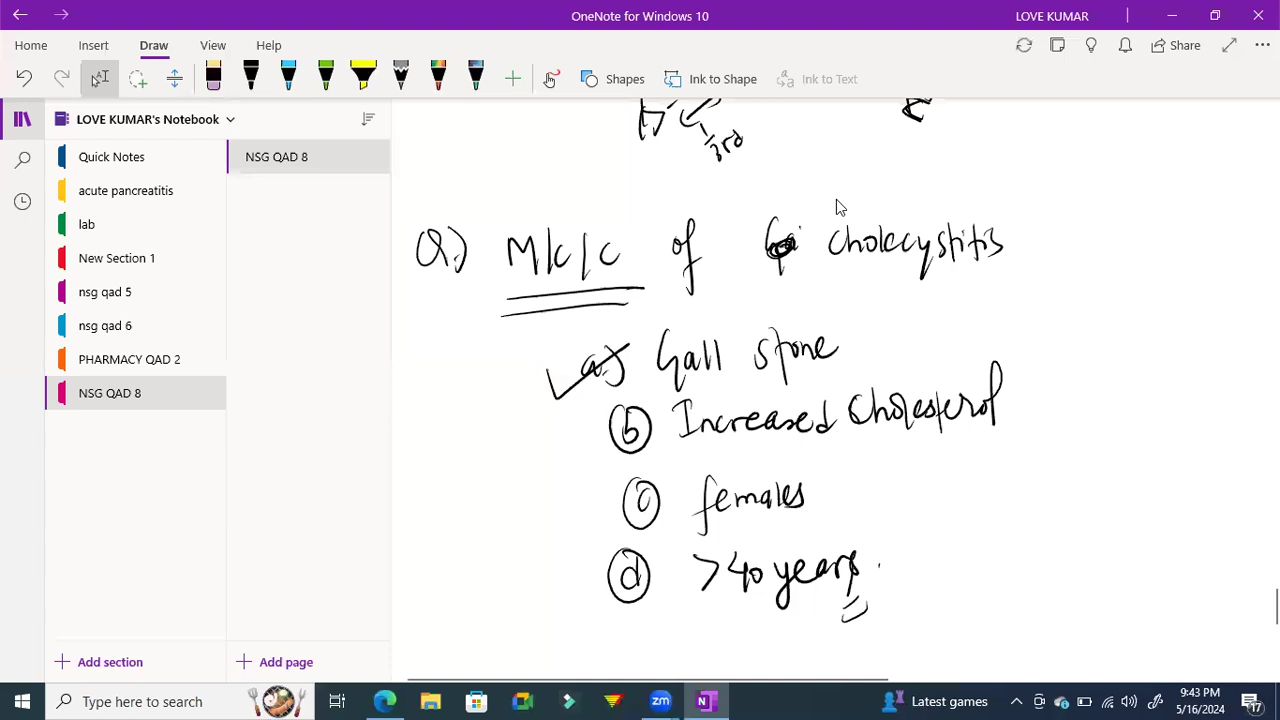 OneNote for Windows 10
LOVE KUMAR
Home Insert Draw View Help
Share
Shapes
Ink to Shape
Ink to Text
LOVE KUMAR's Notebook
Quick Notes
acute pancreatitis
lab
New Section 1
nsg qad 5
nsg qad 6
PHARMACY QAD 2
NSG QAD 8
Add section
NSG QAD 8
Add page
3rd
Q.) M/C/C of cholecystitis
a.) Gall stone
b Increased Cholesterol
c females
d >40 years
Type here to search
zm
Latest games
9:43 PM
5/16/2024
17